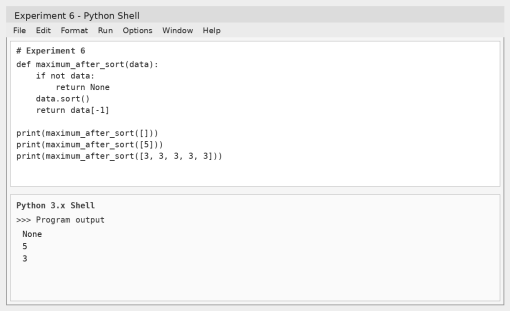 Experiment 6 - Python Shell
File Edit Format Run Options Window Help
# Experiment 6
def maximum_after_sort(data):
    if not data:
        return None
    data.sort()
    return data[-1]

print(maximum_after_sort([]))
print(maximum_after_sort([5]))
print(maximum_after_sort([3, 3, 3, 3, 3]))
Python 3.x Shell
>>> Program output
None
5
3